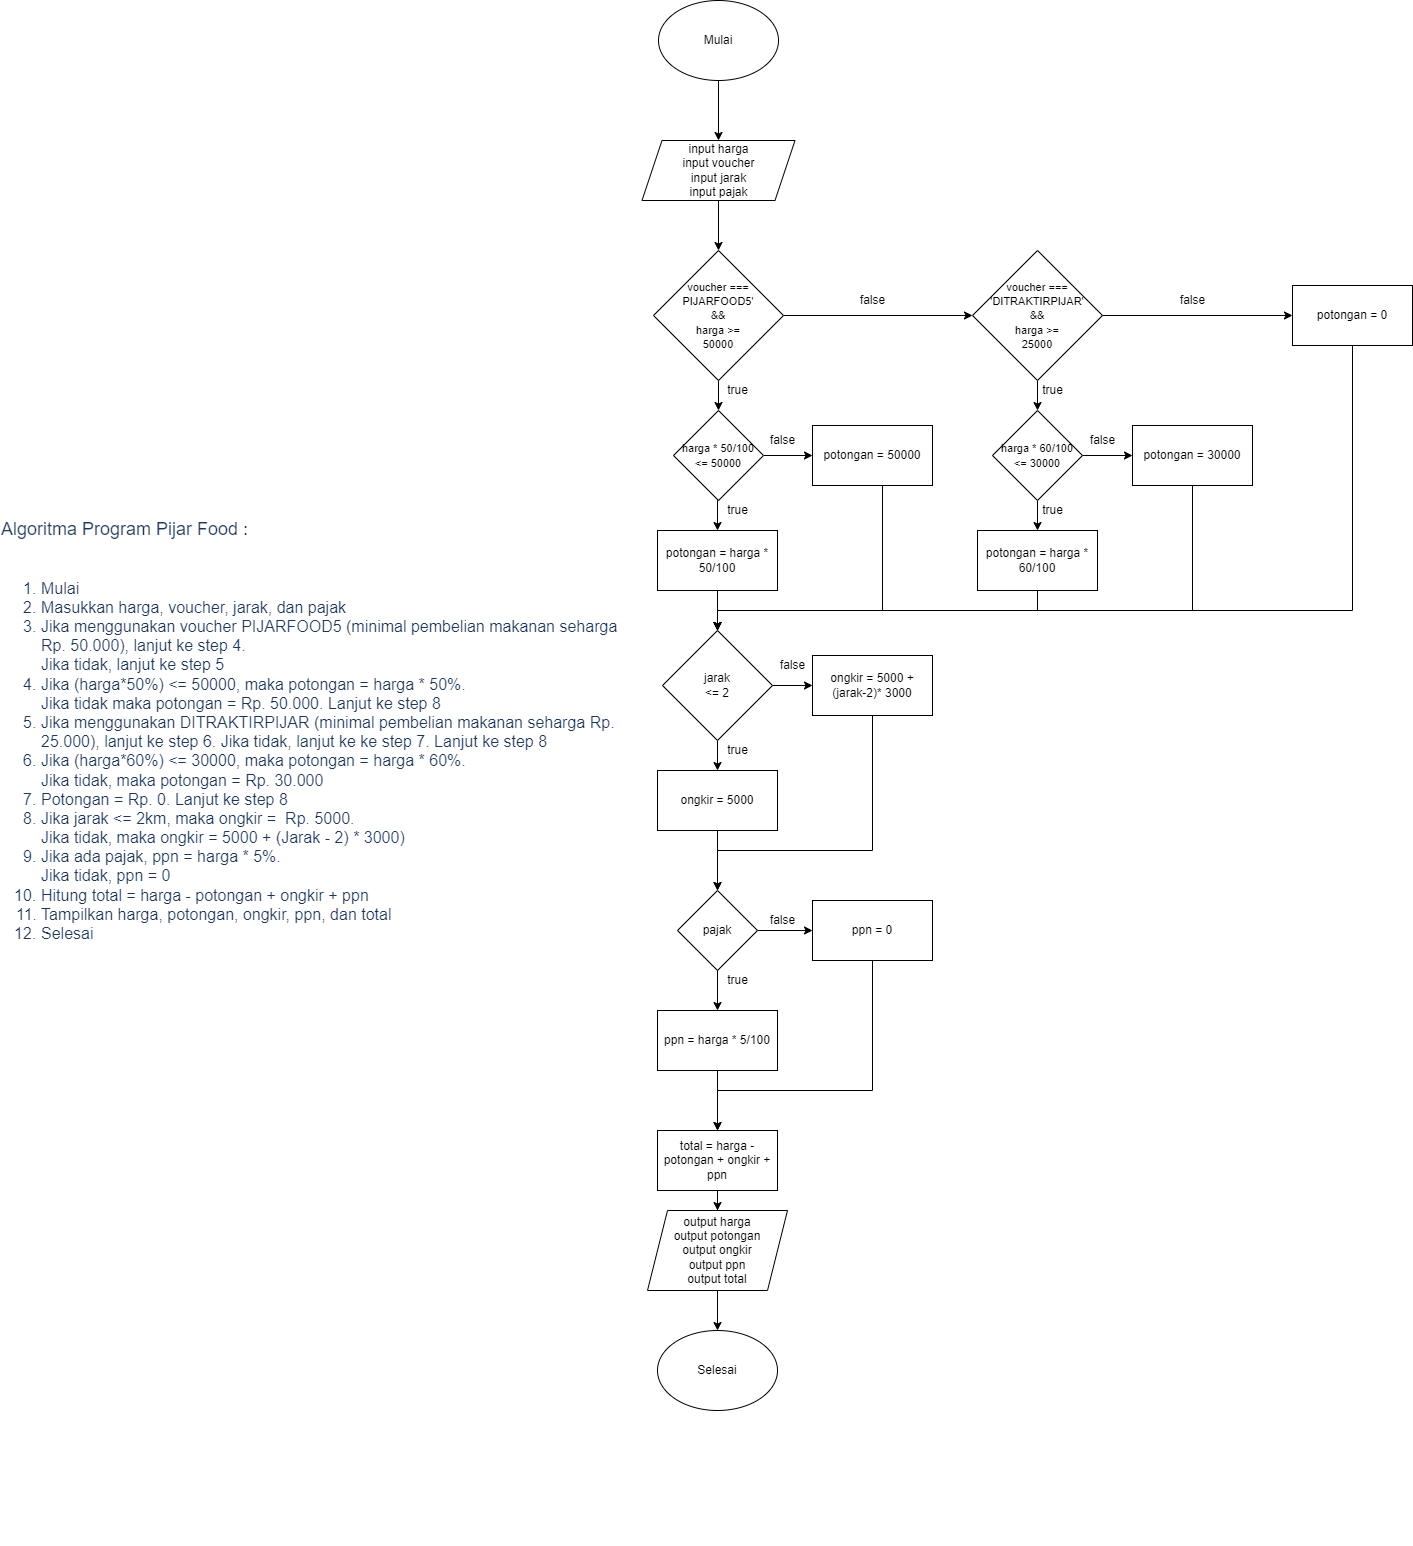 Mulai
input harga
input voucher
input jarak
input pajak
voucher ===
PIJARFOOD5'
&&
harga >=
50000
false
voucher ===
'DITRAKTIRPIJAR'
&&
harga >=
25000
false
potongan = 0
true
true
harga * 50/100
<= 50000
false
potongan = 50000
harga * 60/100
<= 30000
false
potongan = 30000
true
true
potongan = harga *
50/100
potongan = harga *
60/100
Algoritma Program Pijar Food :
1. Mulai
2. Masukkan harga, voucher, jarak, dan pajak
3. Jika menggunakan voucher PIJARFOOD5 (minimal pembelian makanan seharga
Rp. 50.000), lanjut ke step 4.
Jika tidak, lanjut ke step 5
4. Jika (harga*50%) <= 50000, maka potongan = harga * 50%.
Jika tidak maka potongan = Rp. 50.000. Lanjut ke step 8
5. Jika menggunakan DITRAKTIRPIJAR (minimal pembelian makanan seharga Rp.
25.000), lanjut ke step 6. Jika tidak, lanjut ke ke step 7. Lanjut ke step 8
6. Jika (harga*60%) <= 30000, maka potongan = harga * 60%.
Jika tidak, maka potongan = Rp. 30.000
7. Potongan = Rp. 0. Lanjut ke step 8
8. Jika jarak <= 2km, maka ongkir =  Rp. 5000.
Jika tidak, maka ongkir = 5000 + (Jarak - 2) * 3000)
9. Jika ada pajak, ppn = harga * 5%.
Jika tidak, ppn = 0
10. Hitung total = harga - potongan + ongkir + ppn
11. Tampilkan harga, potongan, ongkir, ppn, dan total
12. Selesai
jarak
<= 2
false
ongkir = 5000 +
(jarak-2)* 3000
true
ongkir = 5000
pajak
false
ppn = 0
true
ppn = harga * 5/100
total = harga -
potongan + ongkir +
ppn
output harga
output potongan
output ongkir
output ppn
output total
Selesai